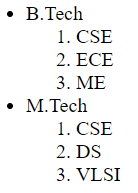 • B.Tech
1. CSE
2. ECE
3. ME
• M.Tech
1. CSE
2. DS
3. VLSI